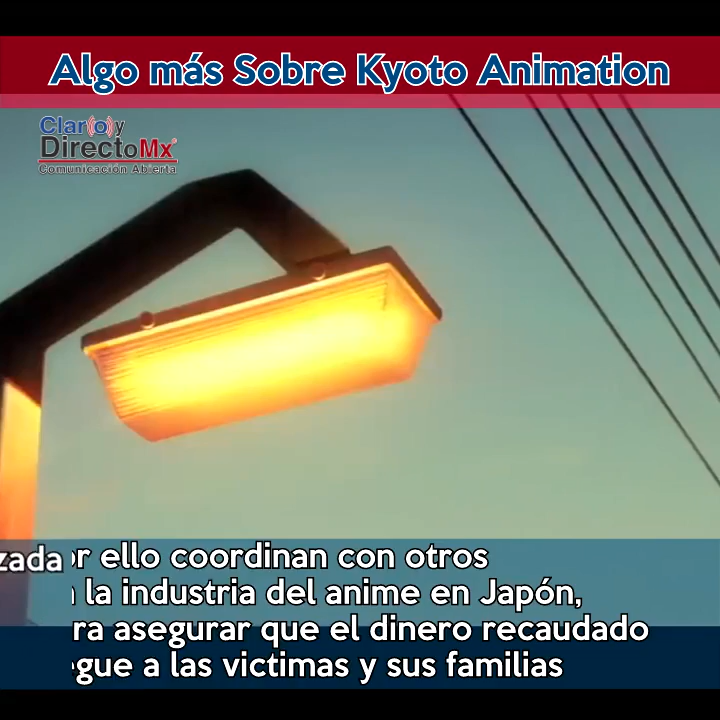 Algo más Sobre Kyoto Animation
Clar(o) y
DirectoMx
Comunicación Abierta
ello coordinan con otros
la industria del anime en Japón,
asegurar que el dinero recaudado
a las victimas y sus familias